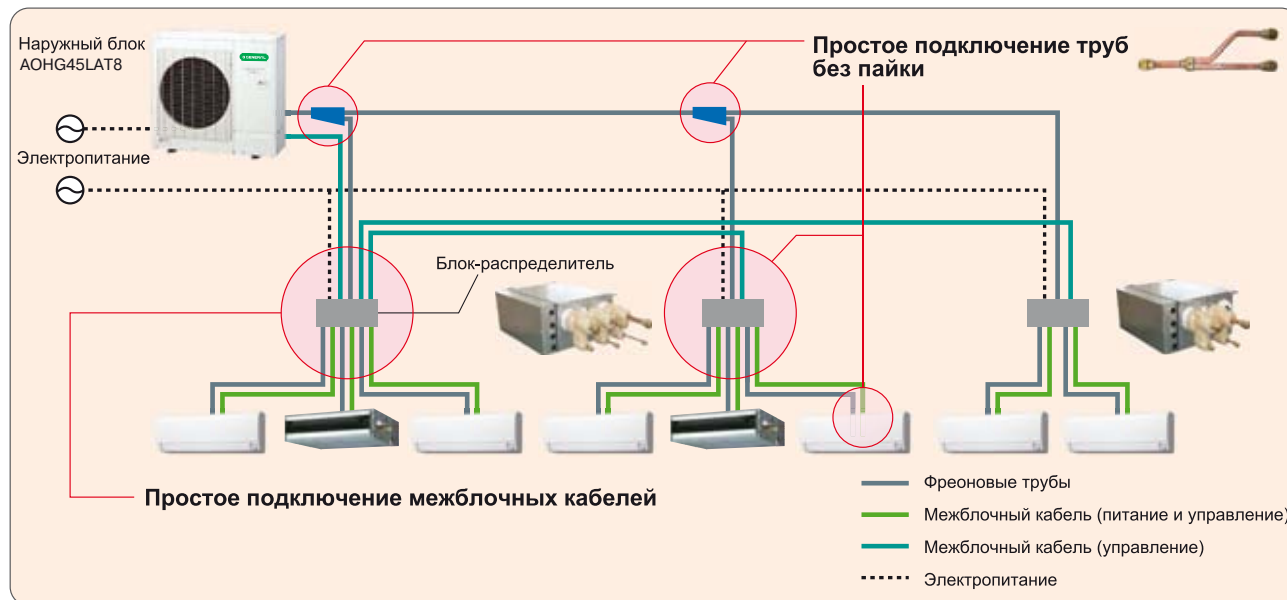 Наружный блок
AOHG45LAT8
GENERAL
Простое подключение труб
без пайки
Электропитание
Блок-распределитель
Простое подключение межблочных кабелей
Фреоновые трубы
Межблочный кабель (питание и управление)
Межблочный кабель (управление)
Электропитание